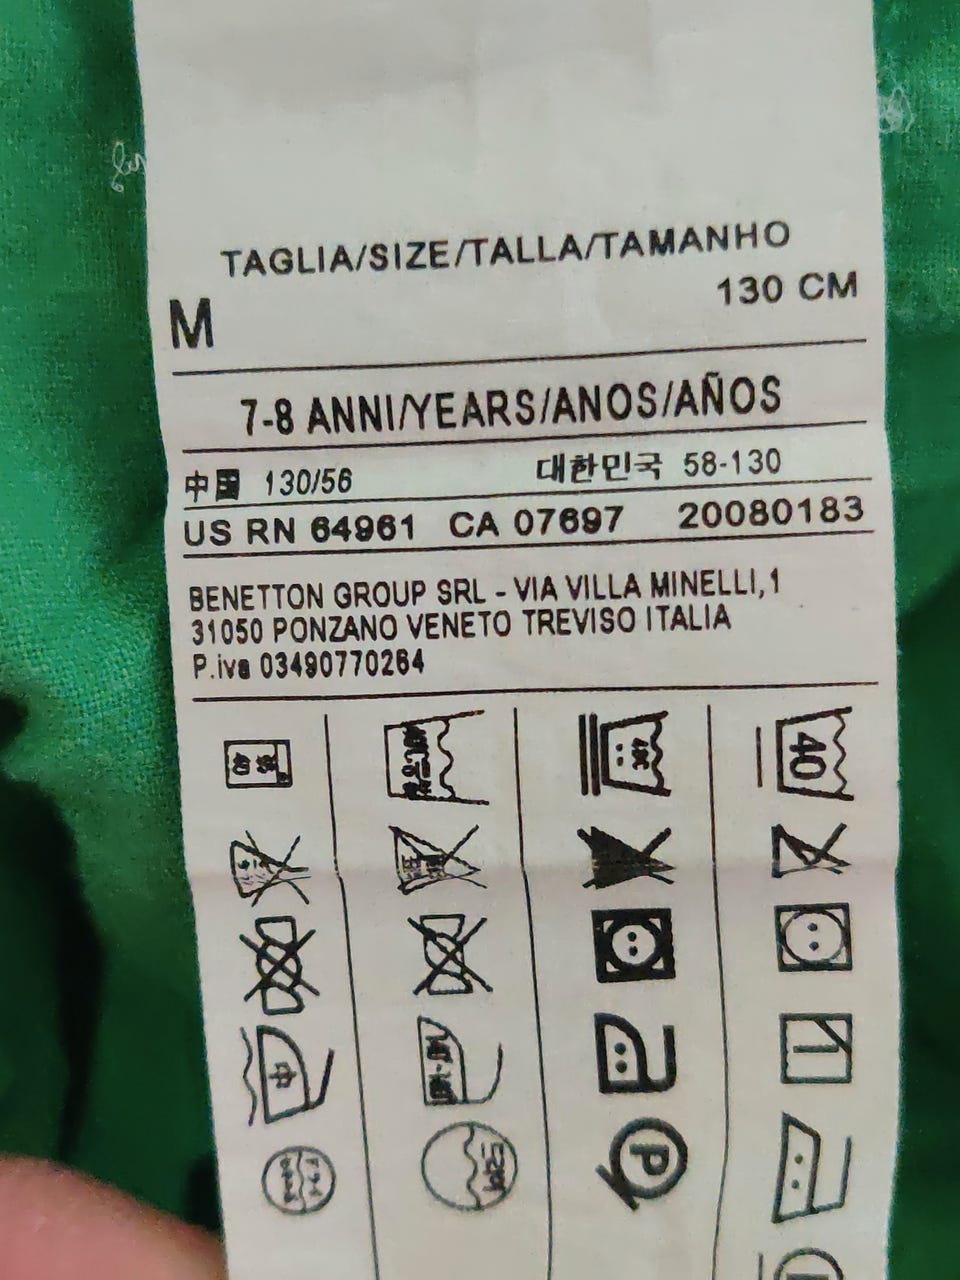 TAGLIA/SIZE/TALLA/TAMANHO
M 130 CM
7-8 ANNI/YEARS/ANOS/AÑOS
中国 130/56 대한민국 58-130
US RN 64961 CA 07697 20080183
BENETTON GROUP SRL - VIA VILLA MINELLI,1
31050 PONZANO VENETO TREVISO ITALIA
P.iva 03490770264
40
中
P